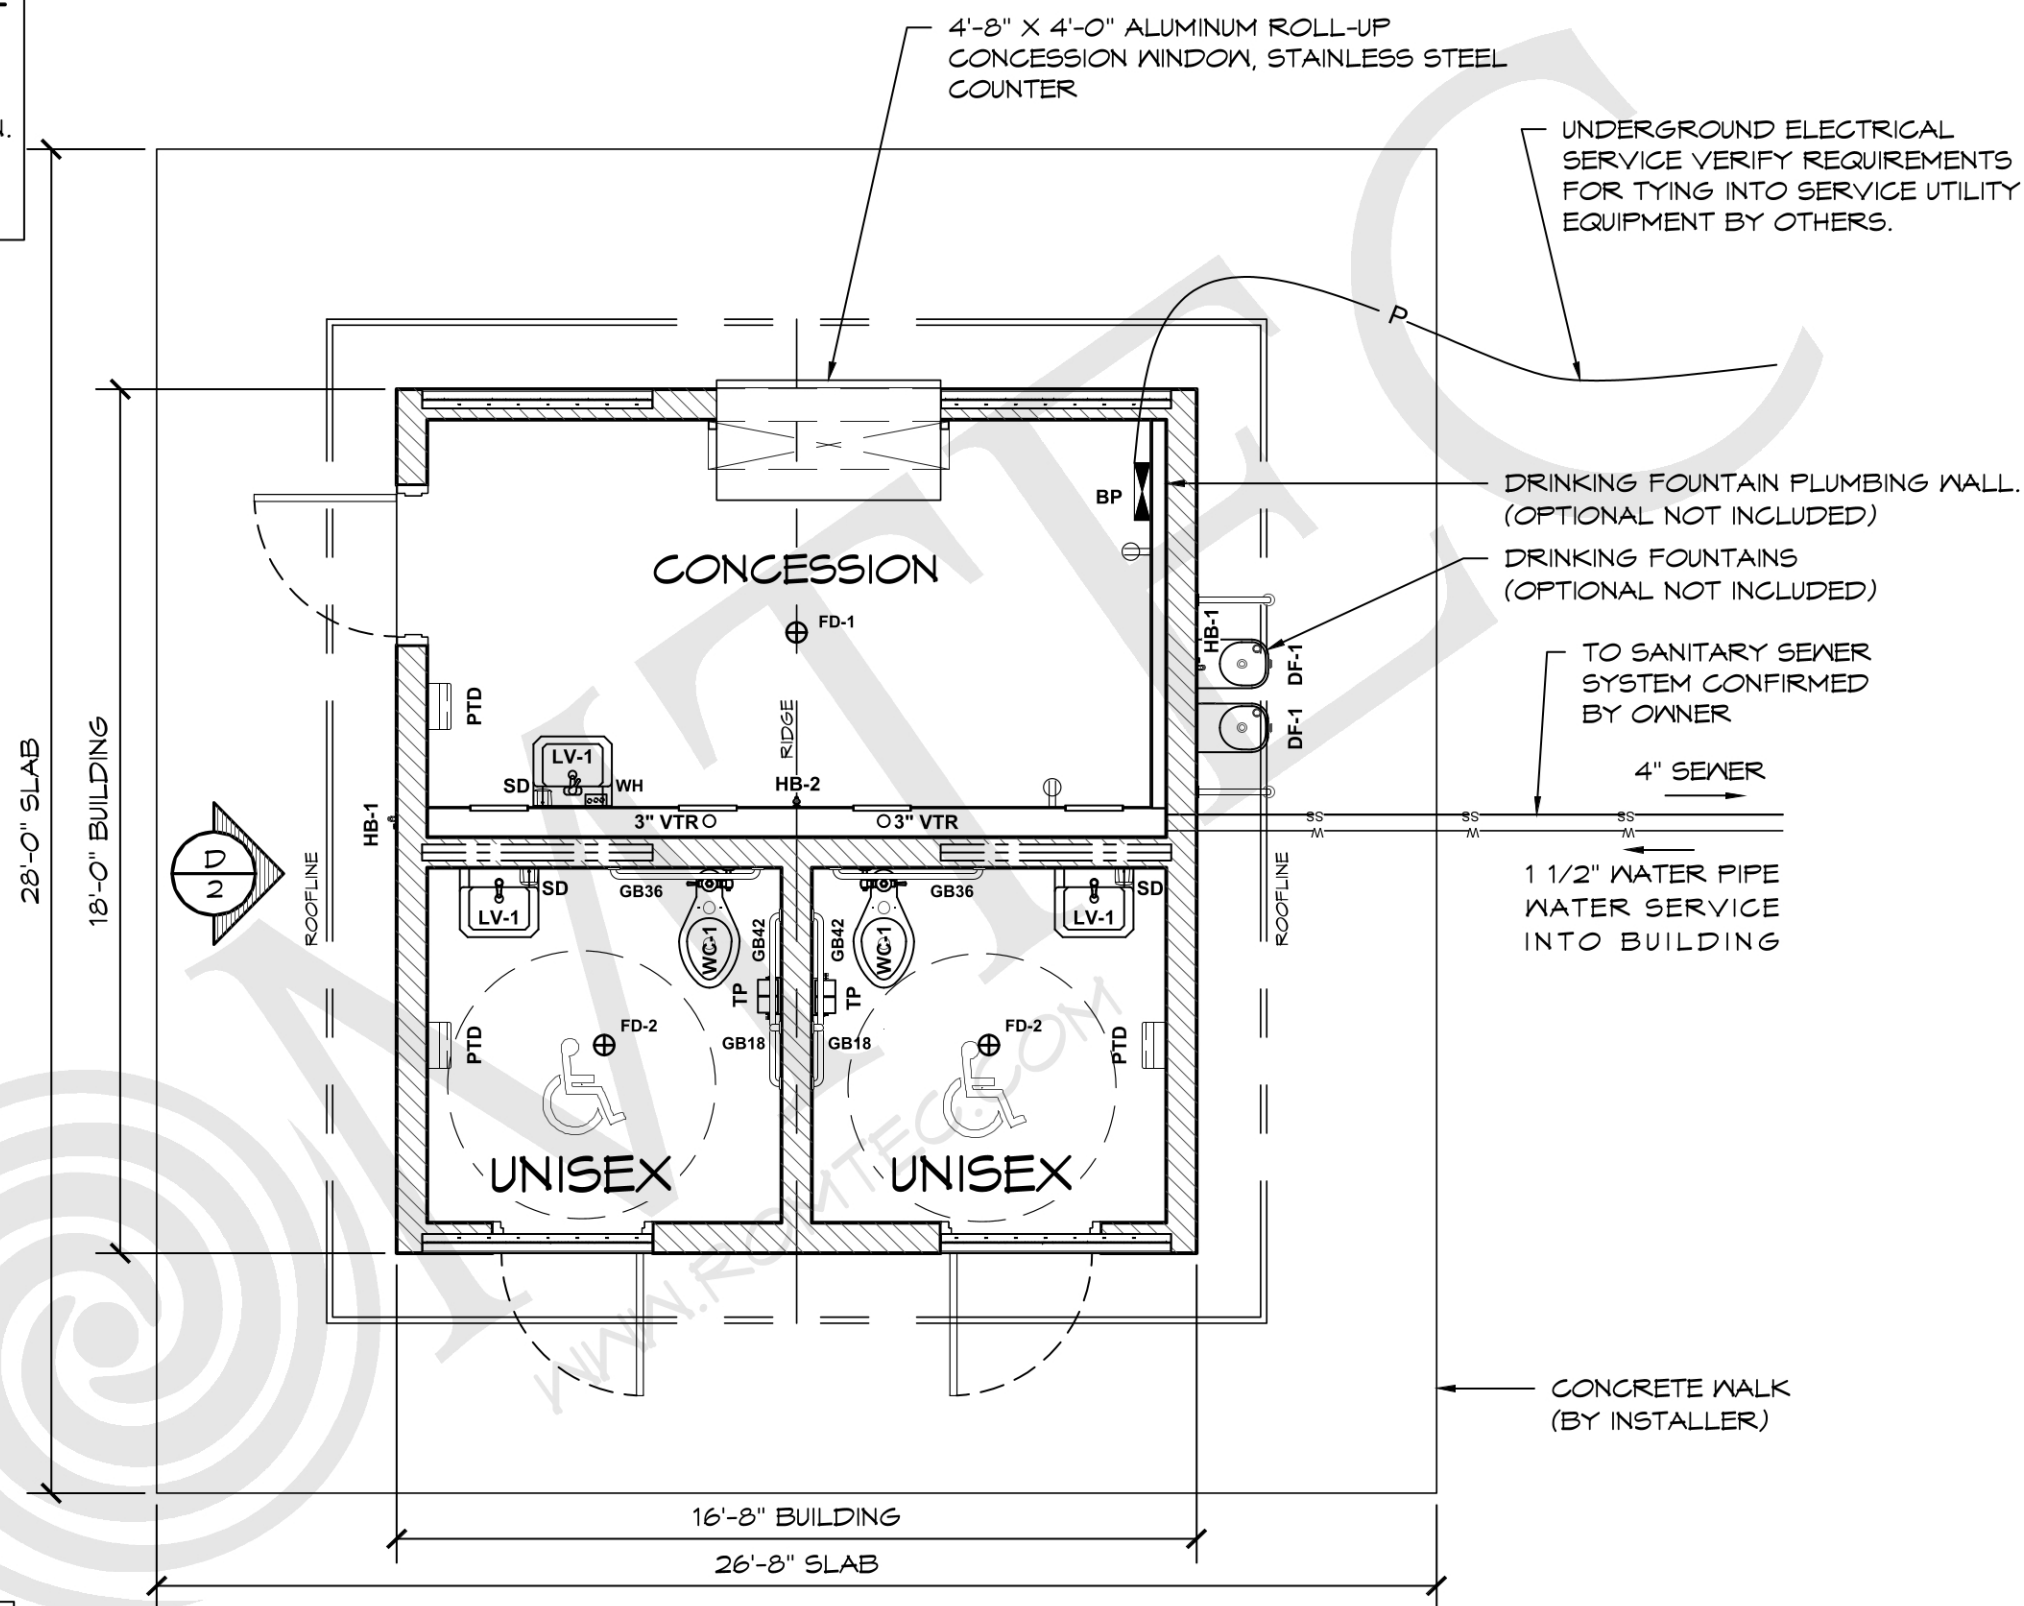 4'-8" X 4'-0" ALUMINUM ROLL-UP
CONCESSION WINDOW, STAINLESS STEEL
COUNTER
UNDERGROUND ELECTRICAL
SERVICE VERIFY REQUIREMENTS
FOR TYING INTO SERVICE UTILITY
EQUIPMENT BY OTHERS.
P
DRINKING FOUNTAIN PLUMBING WALL.
(OPTIONAL NOT INCLUDED)
DRINKING FOUNTAINS
(OPTIONAL NOT INCLUDED)
TO SANITARY SEWER
SYSTEM CONFIRMED
BY OWNER
4" SEWER
SS SS SS
W W W
1 1/2" WATER PIPE
WATER SERVICE
INTO BUILDING
BP
CONCESSION
FD-1
HB-1
DF-1
DF-1
PTD
RIDGE
LV-1
SD
WH
HB-2
3" VTR
3" VTR
HB-1
28'-0" SLAB
18'-0" BUILDING
D
2
ROOFLINE
ROOFLINE
SD
LV-1
GB36
WC-1
GB42
TP
GB18
FD-2
PTD
UNISEX
GB36
SD
LV-1
WC-1
GB42
TP
GB18
FD-2
PTD
UNISEX
CONCRETE WALK
(BY INSTALLER)
16'-8" BUILDING
26'-8" SLAB
MTEC
WWW.ROMTEC.COM